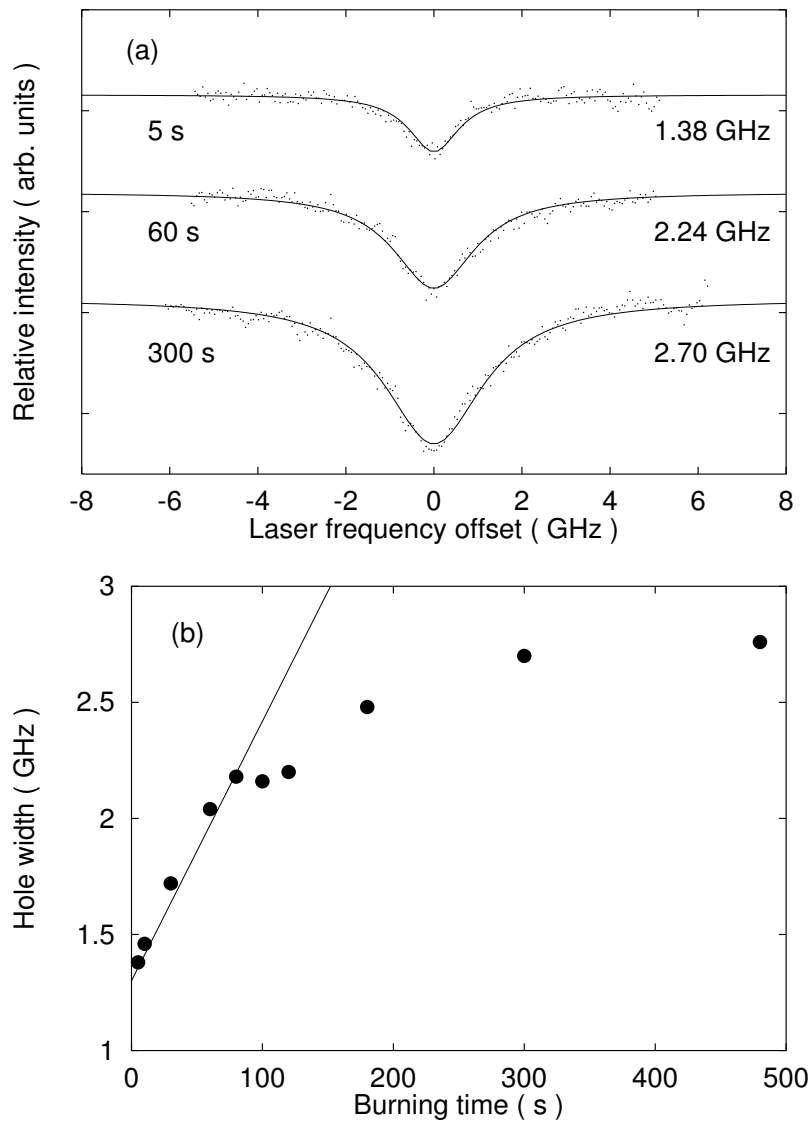 (a)
Relative intensity ( arb. units )
5 s
1.38 GHz
60 s
2.24 GHz
300 s
2.70 GHz
-8 -6 -4 -2 0 2 4 6 8
Laser frequency offset ( GHz )
(b)
Hole width ( GHz )
3
2.5
2
1.5
1
0 100 200 300 400 500
Burning time ( s )